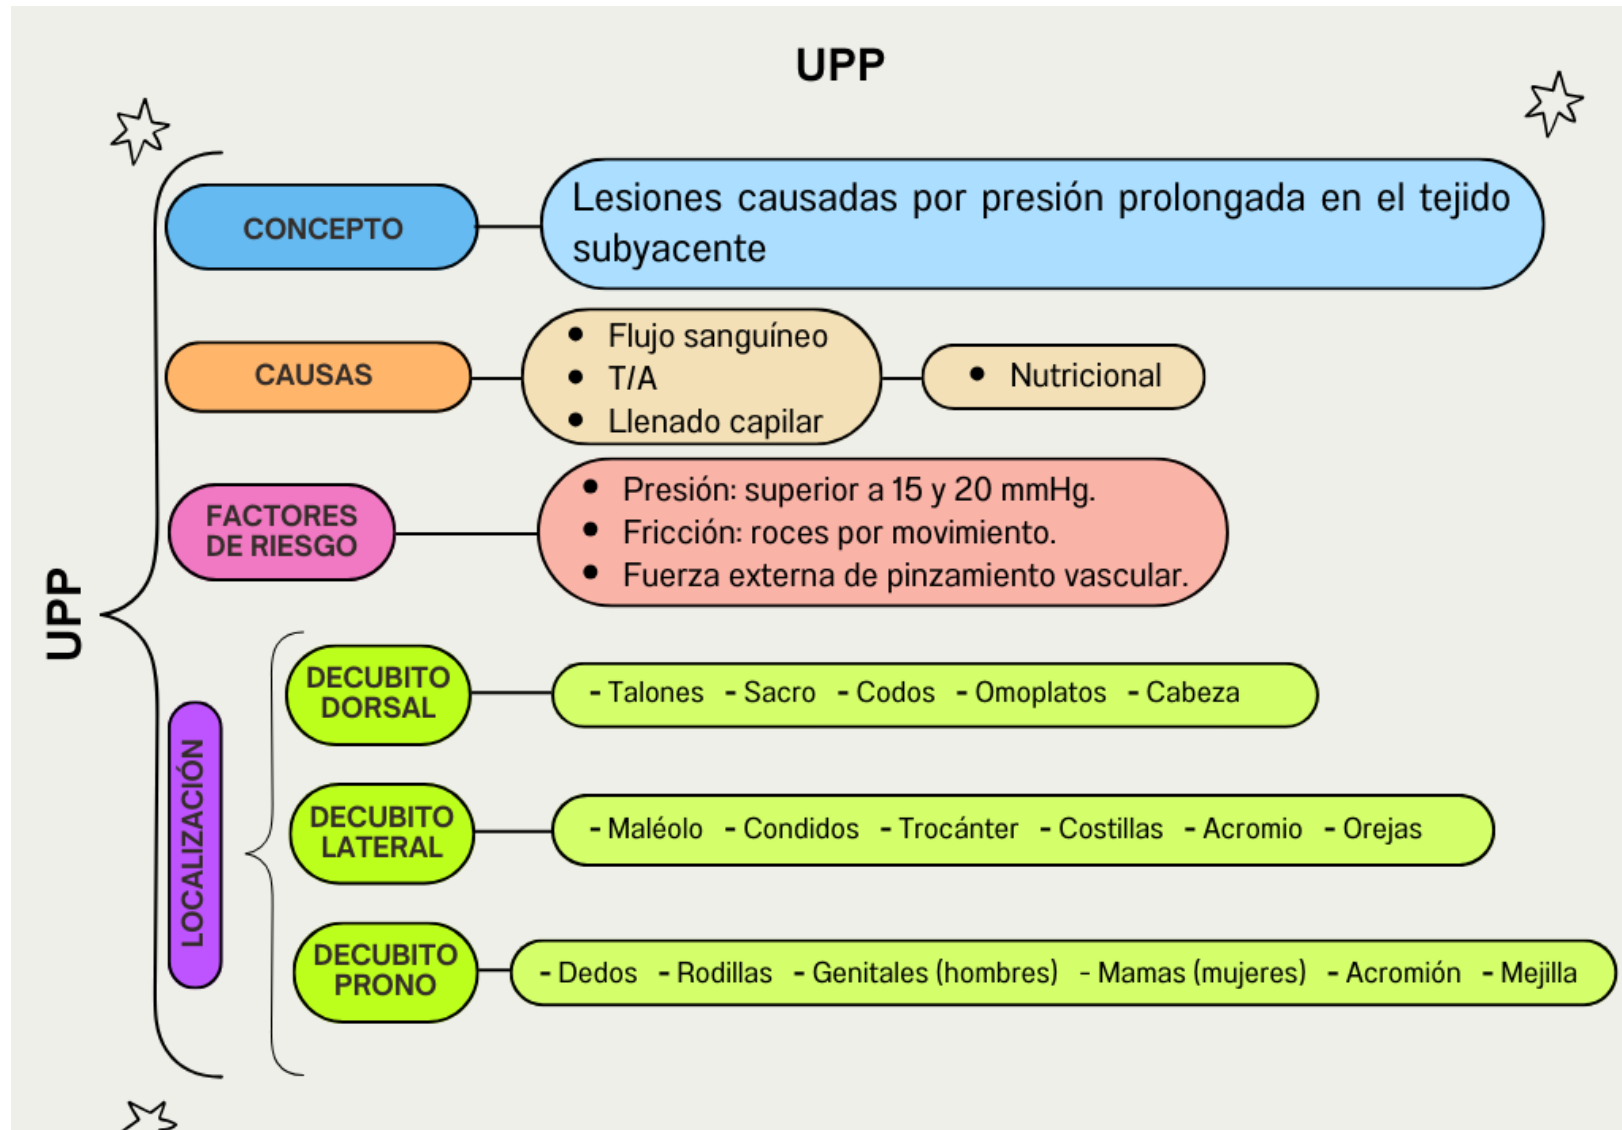 UPP
UPP
CONCEPTO
Lesiones causadas por presión prolongada en el tejido
subyacente
CAUSAS
• Flujo sanguíneo
• T/A
• Llenado capilar
• Nutricional
FACTORES
DE RIESGO
• Presión: superior a 15 y 20 mmHg.
• Fricción: roces por movimiento.
• Fuerza externa de pinzamiento vascular.
LOCALIZACIÓN
DECUBITO
DORSAL
- Talones - Sacro - Codos - Omoplatos - Cabeza
DECUBITO
LATERAL
- Maléolo - Condidos - Trocánter - Costillas - Acromio - Orejas
DECUBITO
PRONO
- Dedos - Rodillas - Genitales (hombres) - Mamas (mujeres) - Acromión - Mejilla